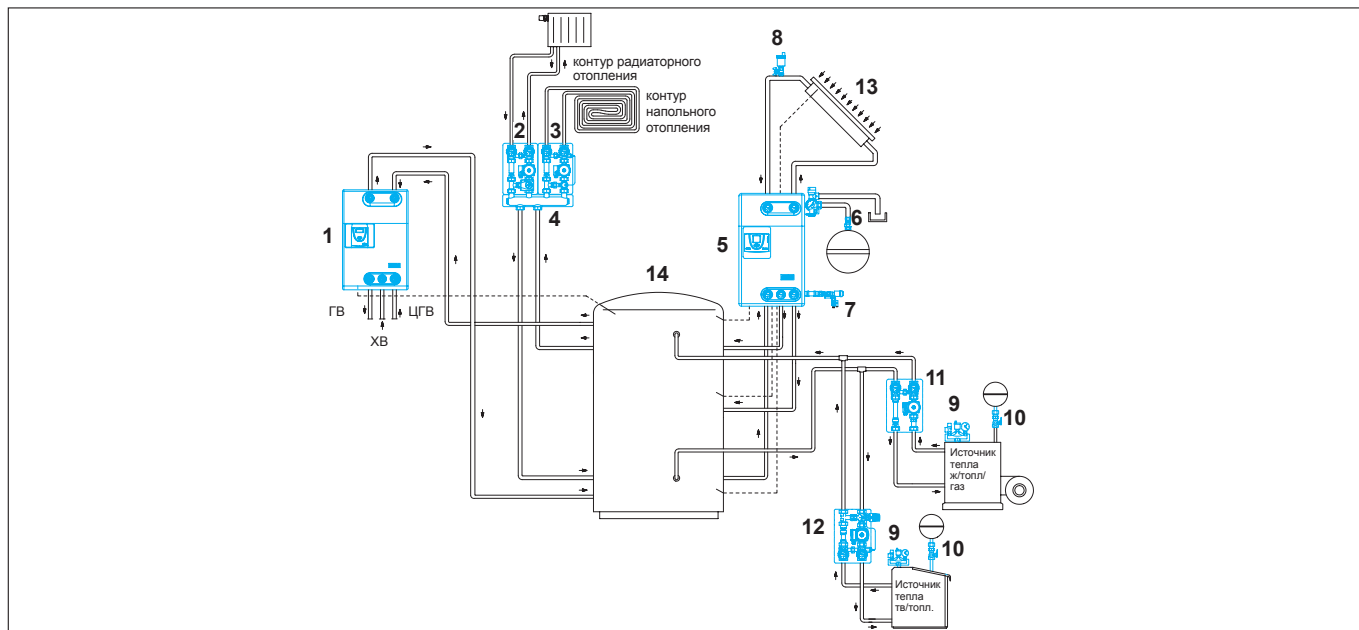 8
контур радиаторного
отопления
13
контур
напольного
отопления
2
3
4
1
5
6
14
7
ГВ
ЦГВ
ХВ
11
9
10
Источник
тепла
ж/топл/
газ
12
9
10
Источник
тепла
тв/топл.